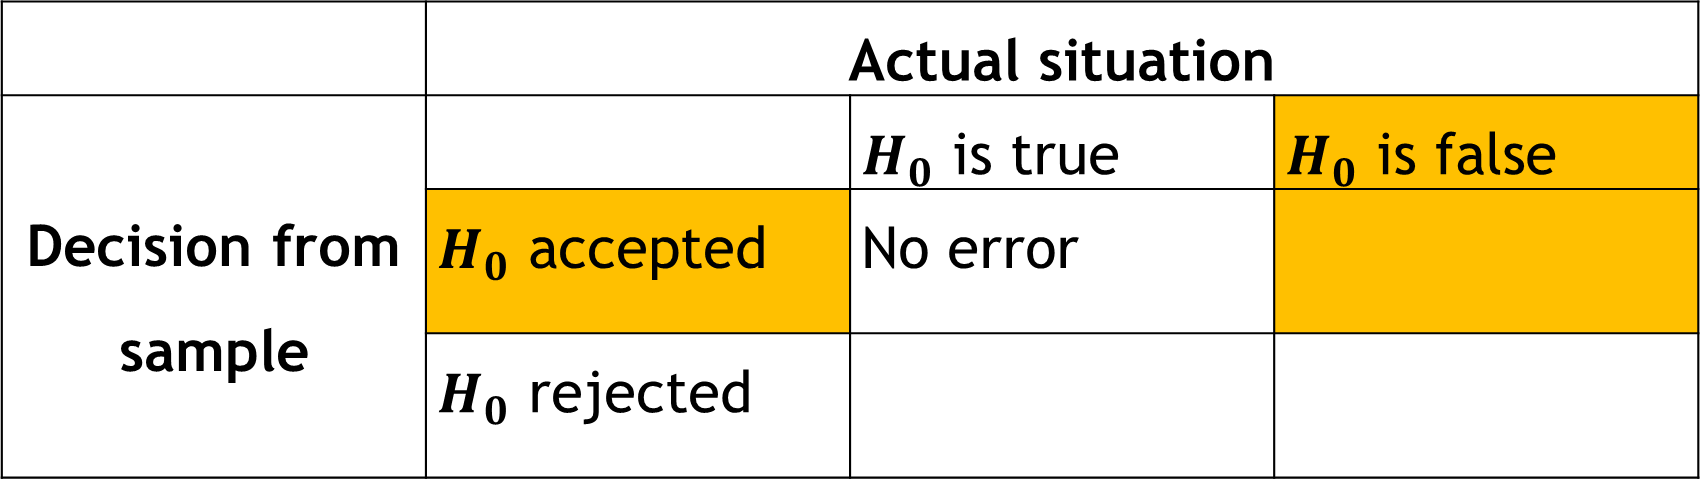 Actual situation
H₀ is true
H₀ is false
Decision from
sample
H₀ accepted
No error
H₀ rejected